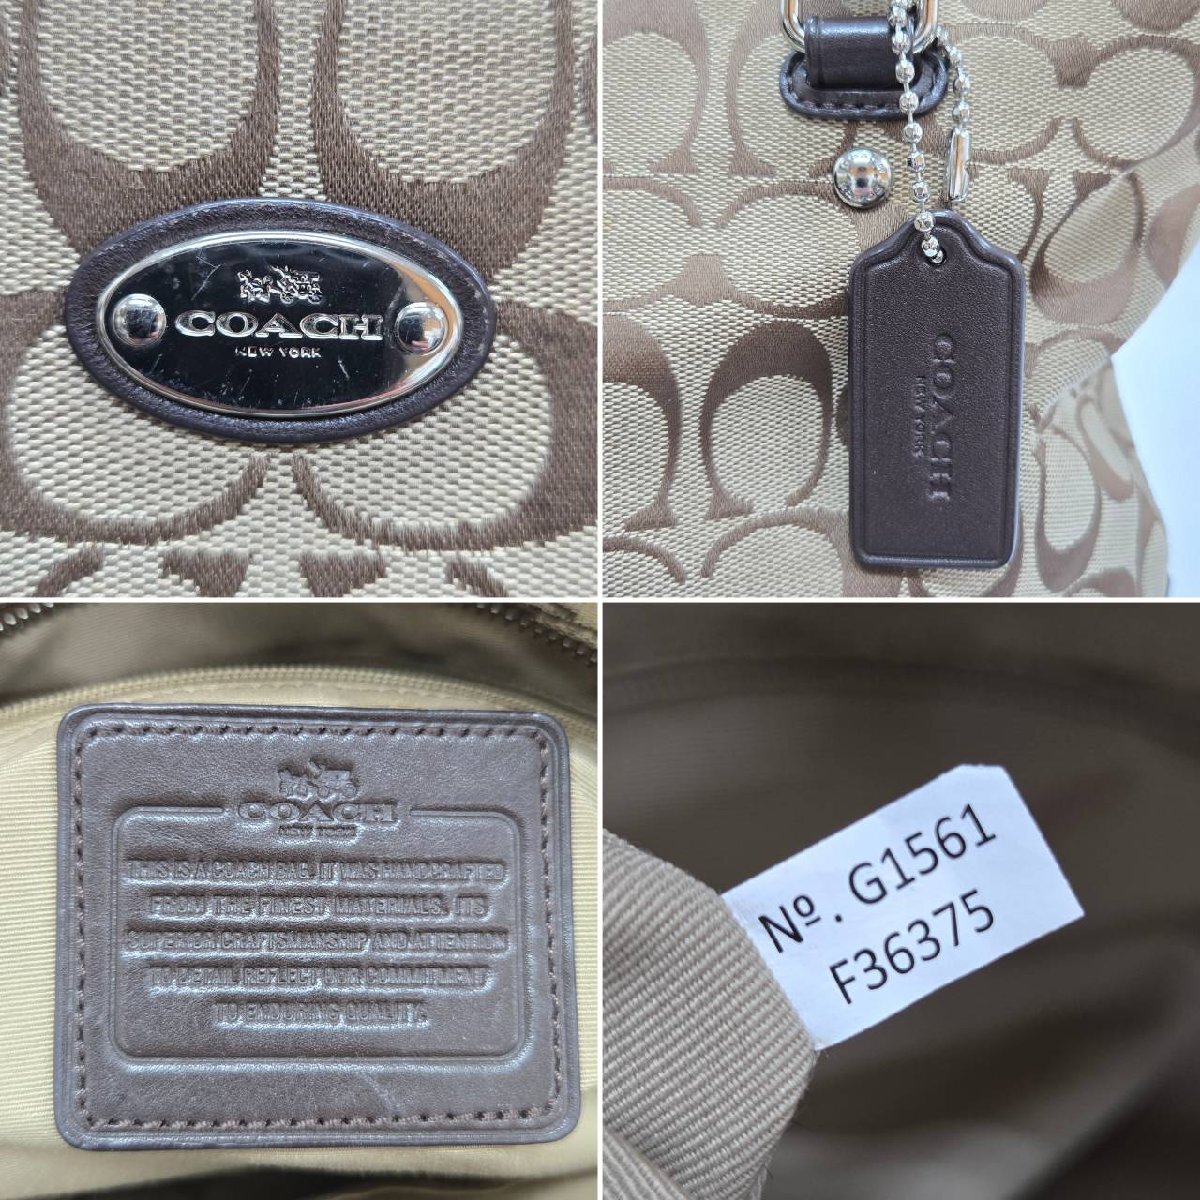 COACH
NEW YORK
COACH
NEW YORK
COACH
NEW YORK
THIS IS A COACH BAG. IT WAS HANDCRAFTED
FROM THE FINEST MATERIALS. ITS
SUPERIOR CRAFTSMANSHIP AND ATTENTION
TO DETAIL REFLECT OUR COMMITMENT
TO ENDURING QUALITY.
Nº. G1561
F36375